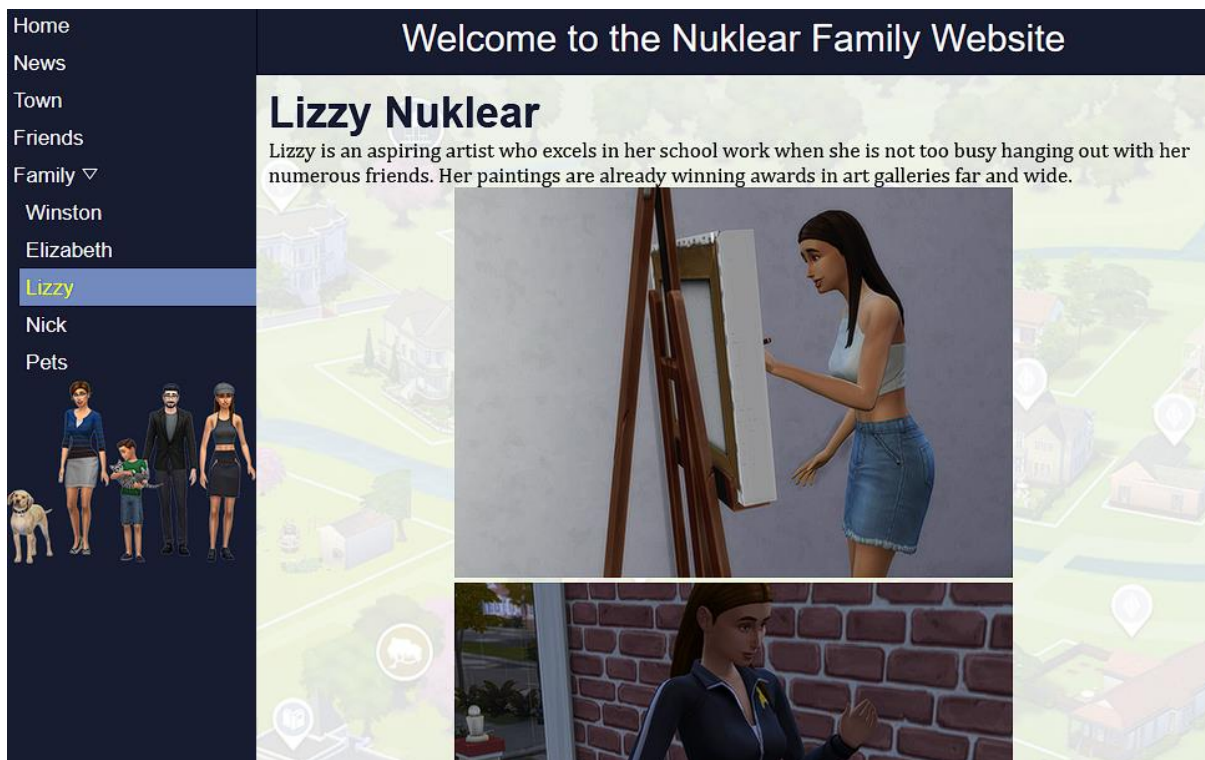 Home
News
Town
Friends
Family ▽
Winston
Elizabeth
Lizzy
Nick
Pets
Welcome to the Nuklear Family Website
Lizzy Nuklear
Lizzy is an aspiring artist who excels in her school work when she is not too busy hanging out with her
numerous friends. Her paintings are already winning awards in art galleries far and wide.